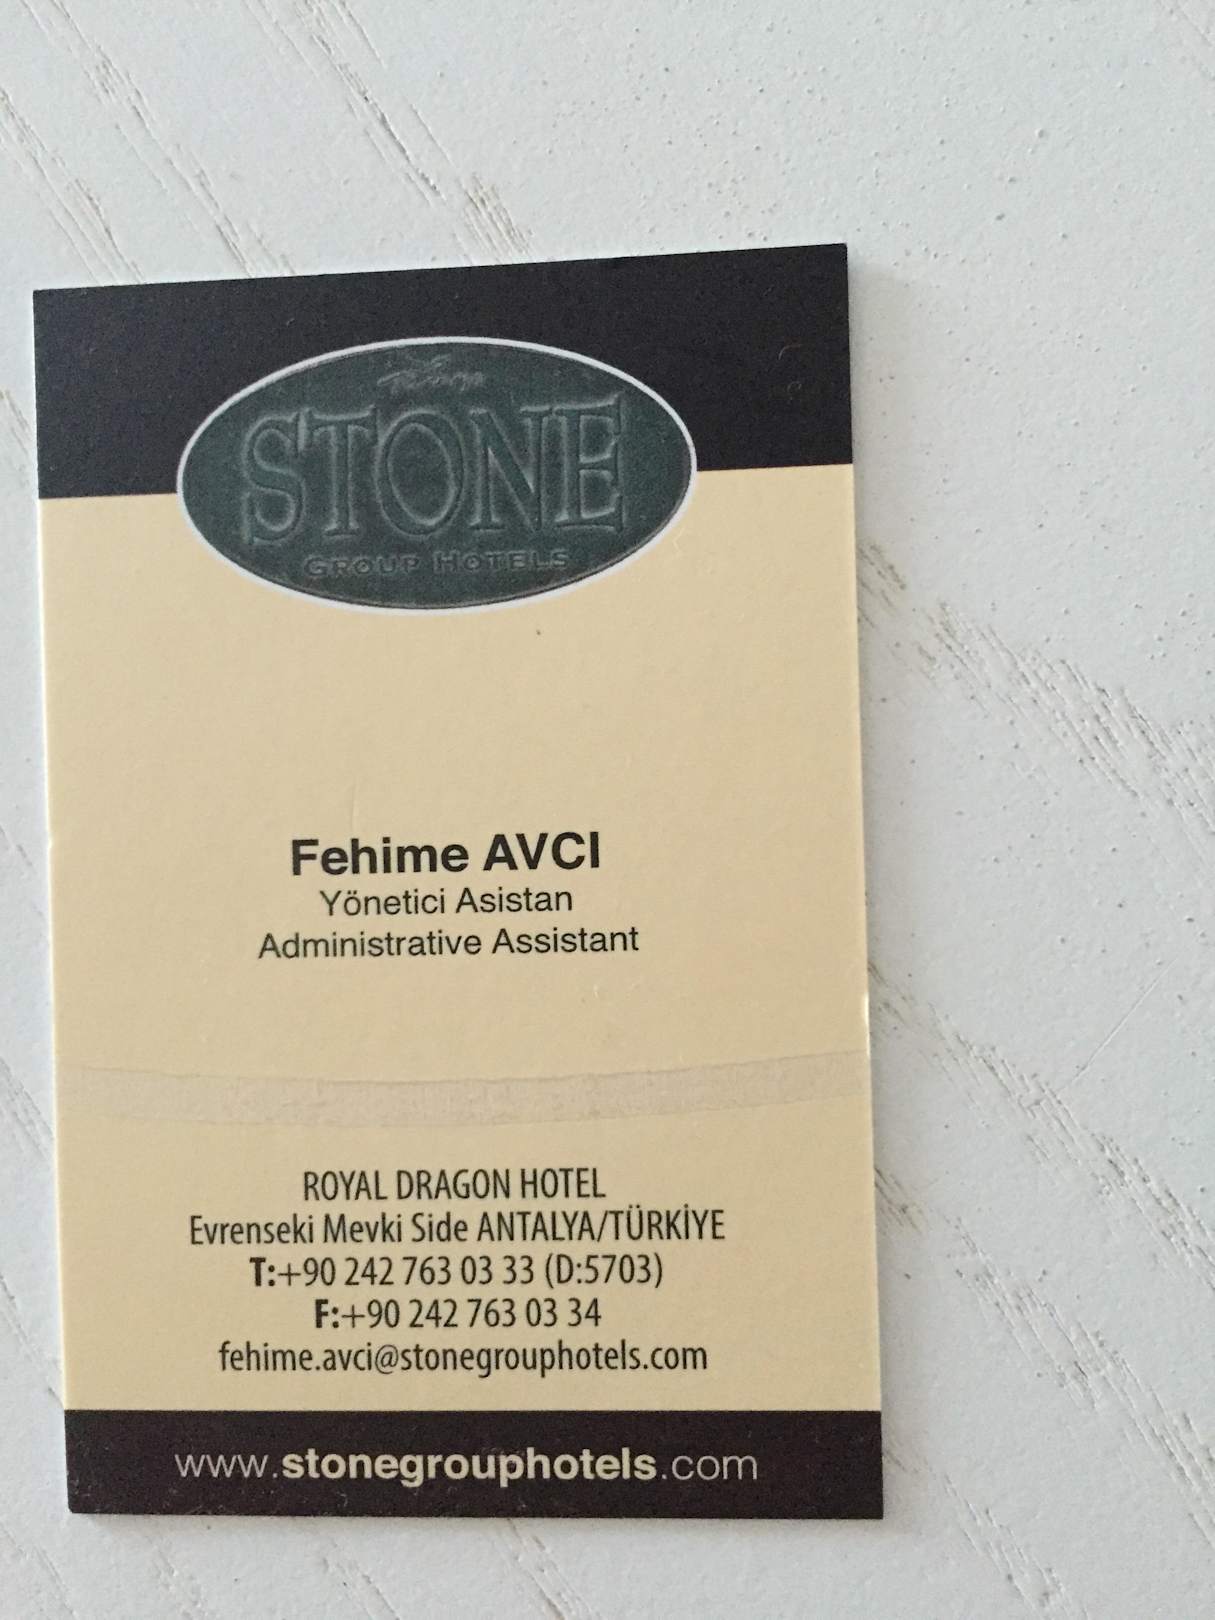 STONE
GROUP HOTELS
Fehime AVCI
Yönetici Asistan
Administrative Assistant
ROYAL DRAGON HOTEL
Evrenseki Mevki Side ANTALYA/TÜRKİYE
T:+90 242 763 03 33 (D:5703)
F:+90 242 763 03 34
fehime.avci@stonegrouphotels.com
www.stonegrouphotels.com